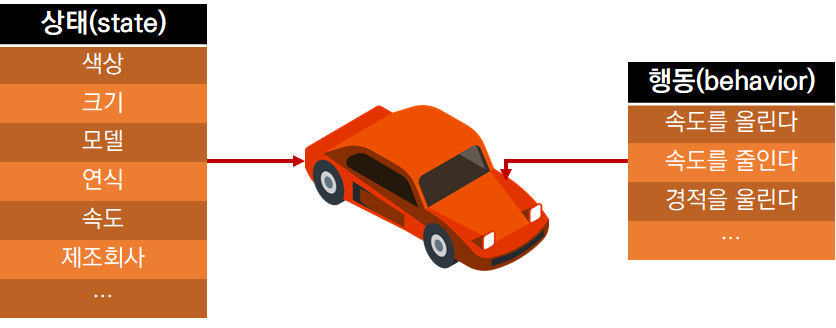 상태(state)
색상
크기
모델
연식
속도
제조회사
...
행동(behavior)
속도를 올린다
속도를 줄인다
경적을 울린다
...